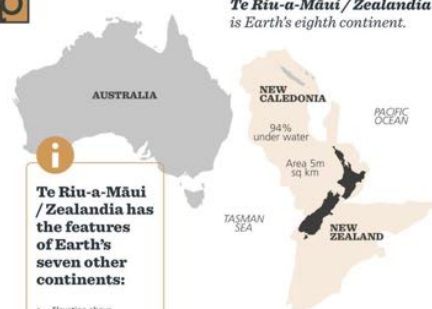 Te Riu-a-Māui / Zealandia
is Earth's eighth continent.
AUSTRALIA
NEW
CALEDONIA
PACIFIC
OCEAN
94%
under water
Area 5m
sq km
TASMAN
SEA
NEW
ZEALAND
i
Te Riu-a-Māui
/ Zealandia has
the features
of Earth's
seven other
continents: